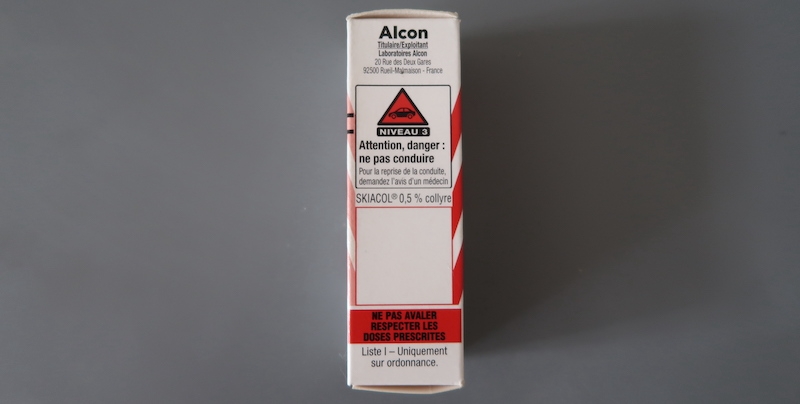 Alcon
Titulaire/Exploitant
Laboratoires Alcon
20 Rue des Deux Gares
92500 Rueil-Malmaison - France
NIVEAU 3
Attention, danger :
ne pas conduire
Pour la reprise de la conduite,
demandez l'avis d'un médecin
SKIACOL® 0,5 % collyre
NE PAS AVALER
RESPECTER LES
DOSES PRESCRITES
Liste I – Uniquement
sur ordonnance.